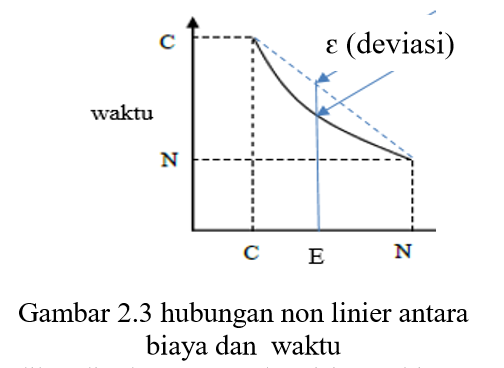 C
ε (deviasi)
waktu
N
C E N
Gambar 2.3 hubungan non linier antara
biaya dan waktu